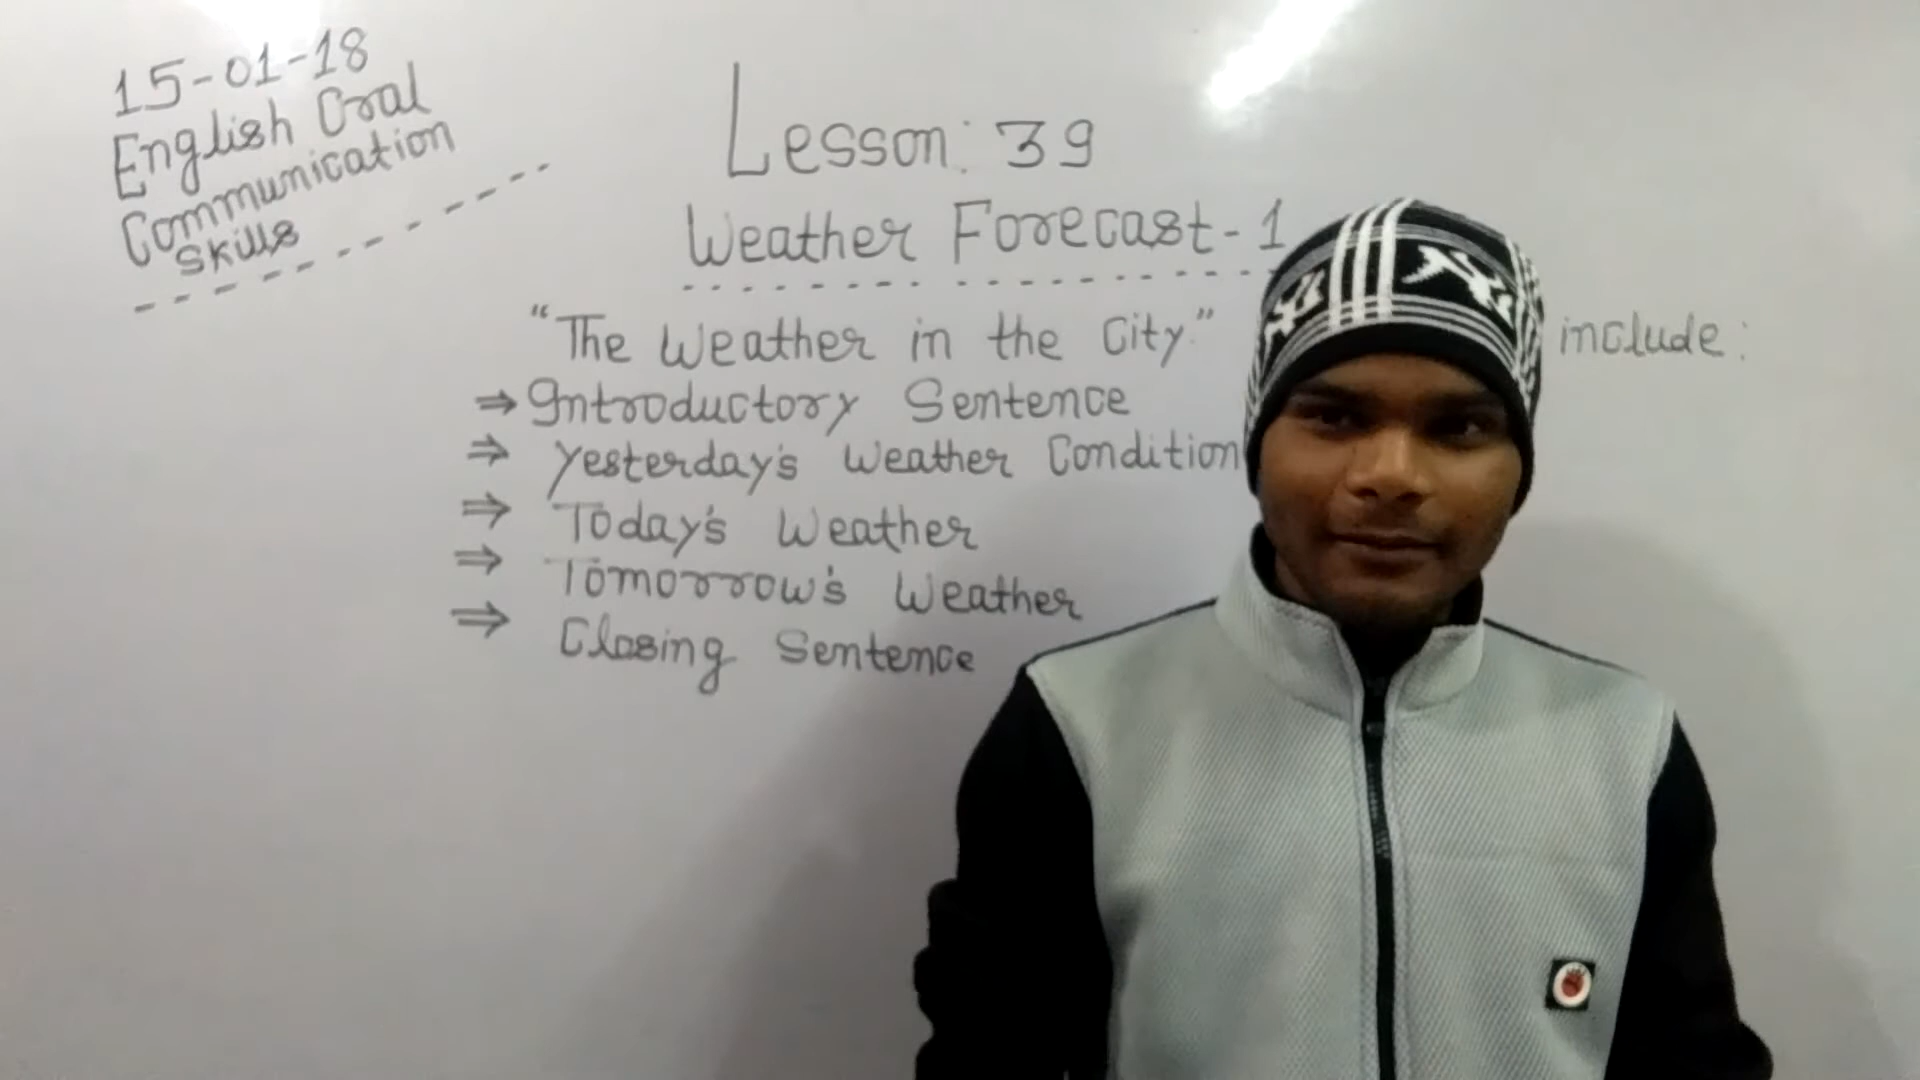 15-01-18
English Oral
Communication
Skills
Lesson: 39
Weather Forecast-1
"The Weather in the City." include:
⇒ Introductory Sentence
⇒ Yesterday's Weather Condition
⇒ Today's Weather
⇒ Tomorrow's Weather
⇒ Closing Sentence